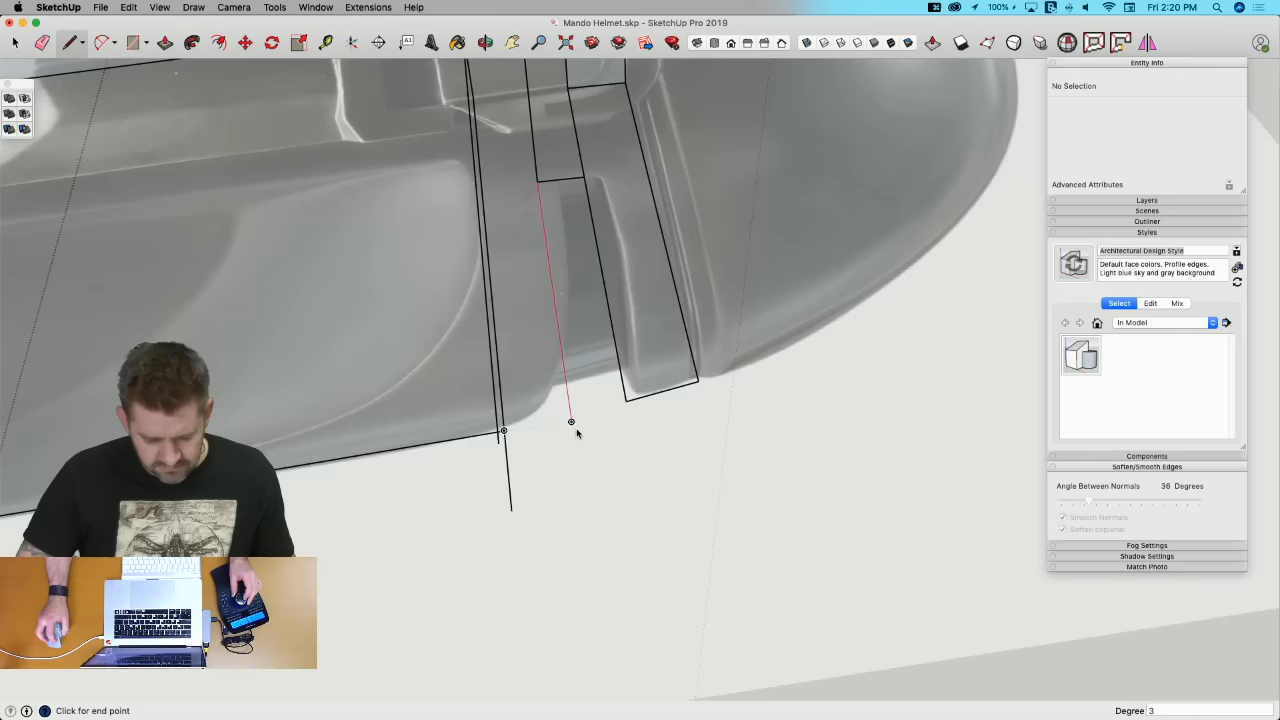 SketchUp File Edit View Draw Camera Tools Window Extensions Help
100% Fri 2:20 PM
Mando Helmet.skp - SketchUp Pro 2019
Entity Info
No Selection
Advanced Attributes
Layers
Scenes
Outliner
Styles
Architectural Design Style
Default face colors. Profile edges.
Light blue sky and gray background
Select Edit Mix
In Model
Components
Soften/Smooth Edges
Angle Between Normals 36 Degrees
Smooth Normals
Soften coplanar
Fog Settings
Shadow Settings
Match Photo
Click for end point
Degree 3